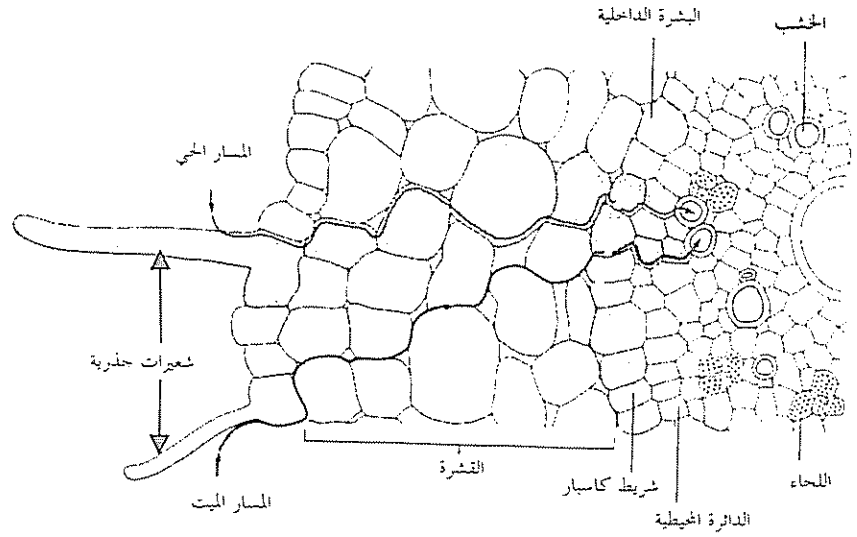 البشرة الداخلية
الخشب
المسار الحي
شعيرات جذرية
القشرة
المسار الميت
شريط كاسبار
الدائرة المحيطية
اللحاء